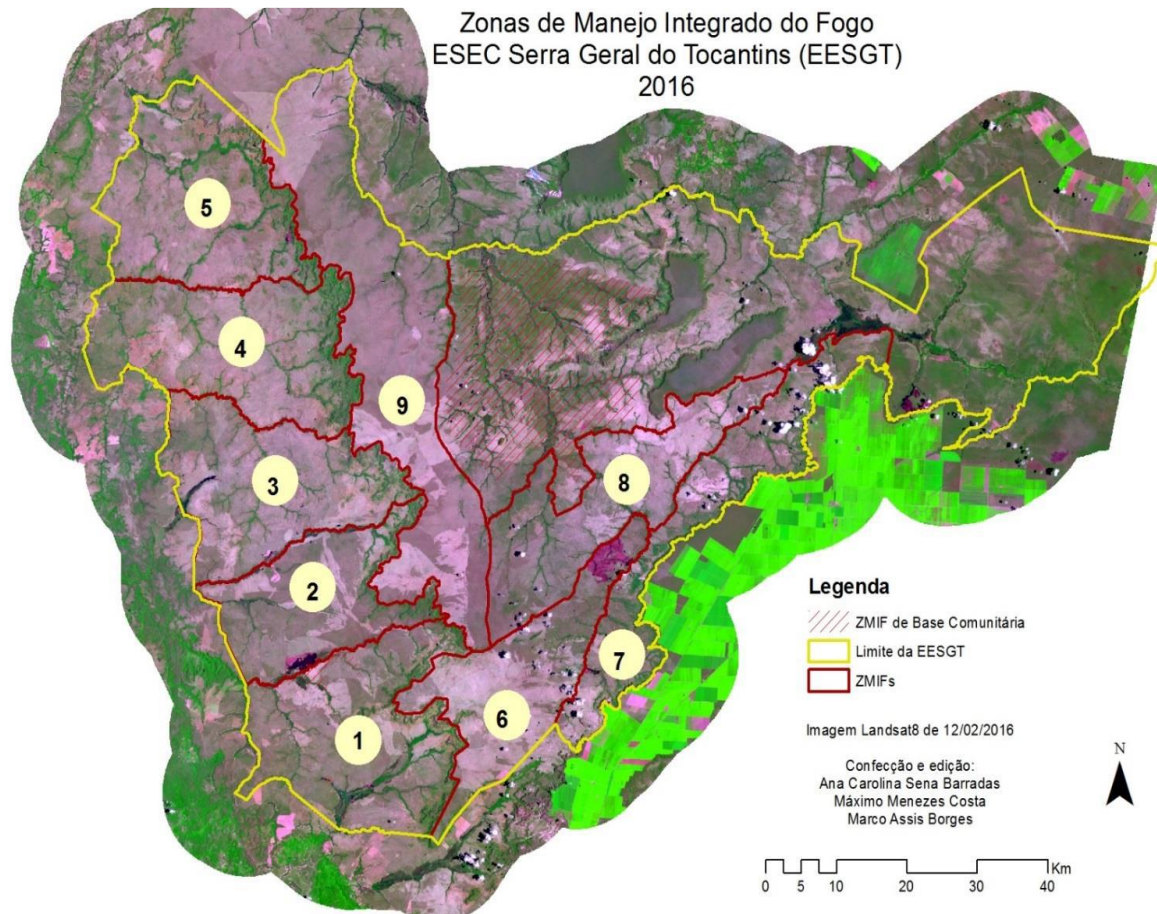 Zonas de Manejo Integrado do Fogo
ESEC Serra Geral do Tocantins (EESGT)
2016
5
4
9
3
8
2
7
6
1
Legenda
ZMIF de Base Comunitária
Limite da EESGT
ZMIFs
Imagem Landsat8 de 12/02/2016
Confecção e edição:
Ana Carolina Sena Barradas
Máximo Menezes Costa
Marco Assis Borges
N
Km
0 5 10 20 30 40